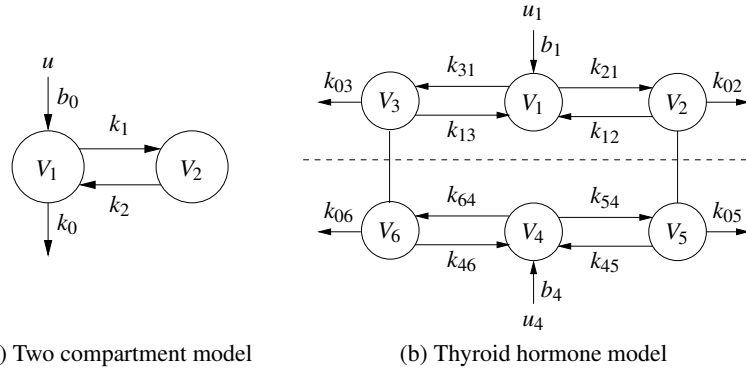 u
b₀
k₁
V₁
V₂
k₂
k₀
) Two compartment model
u₁
b₁
k₀₃
k₃₁
k₂₁
k₀₂
V₃
V₁
V₂
k₁₃
k₁₂
k₀₆
k₆₄
k₅₄
k₀₅
V₆
V₄
V₅
k₄₆
k₄₅
b₄
u₄
(b) Thyroid hormone model